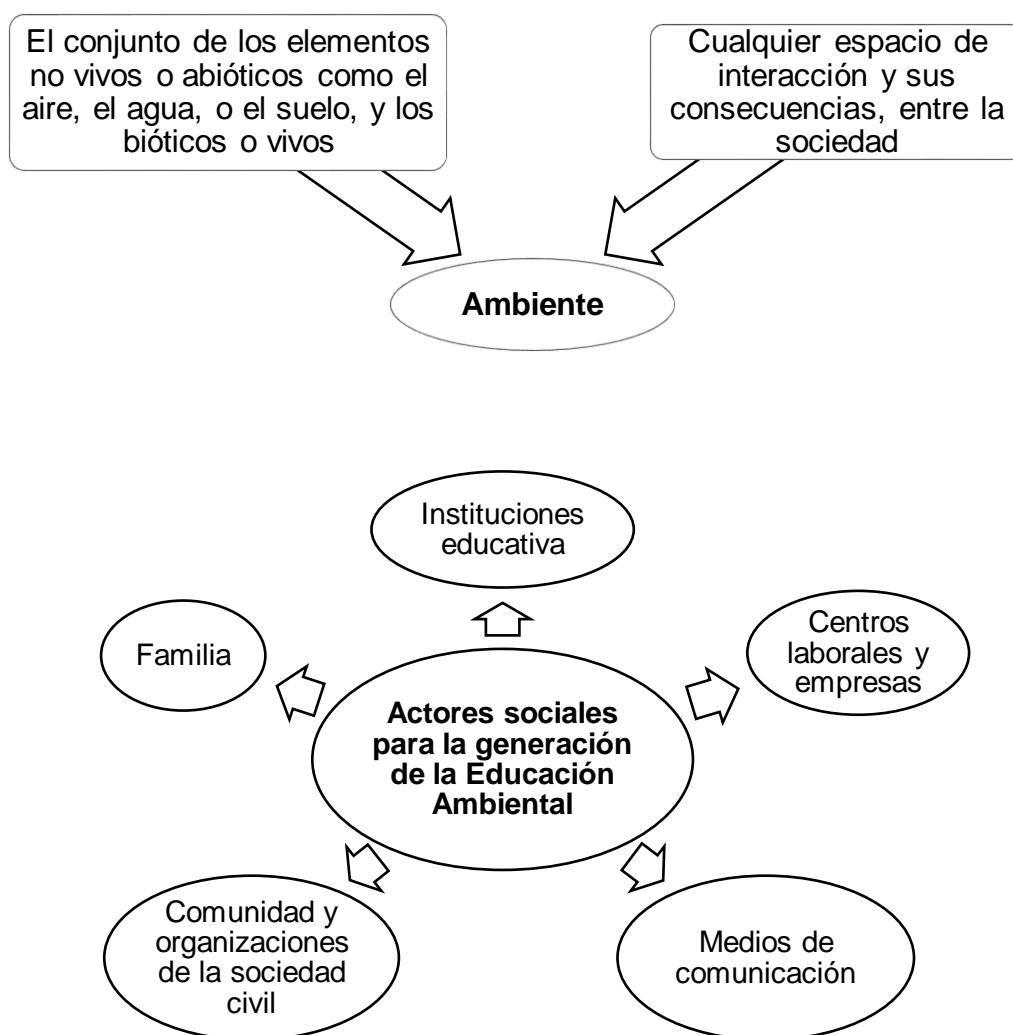 El conjunto de los elementos
no vivos o abióticos como el
aire, el agua, o el suelo, y los
bióticos o vivos
Cualquier espacio de
interacción y sus
consecuencias, entre la
sociedad
Ambiente
Instituciones
educativa
Familia
Centros
laborales y
empresas
Actores sociales
para la generación
de la Educación
Ambiental
Comunidad y
organizaciones
de la sociedad
civil
Medios de
comunicación